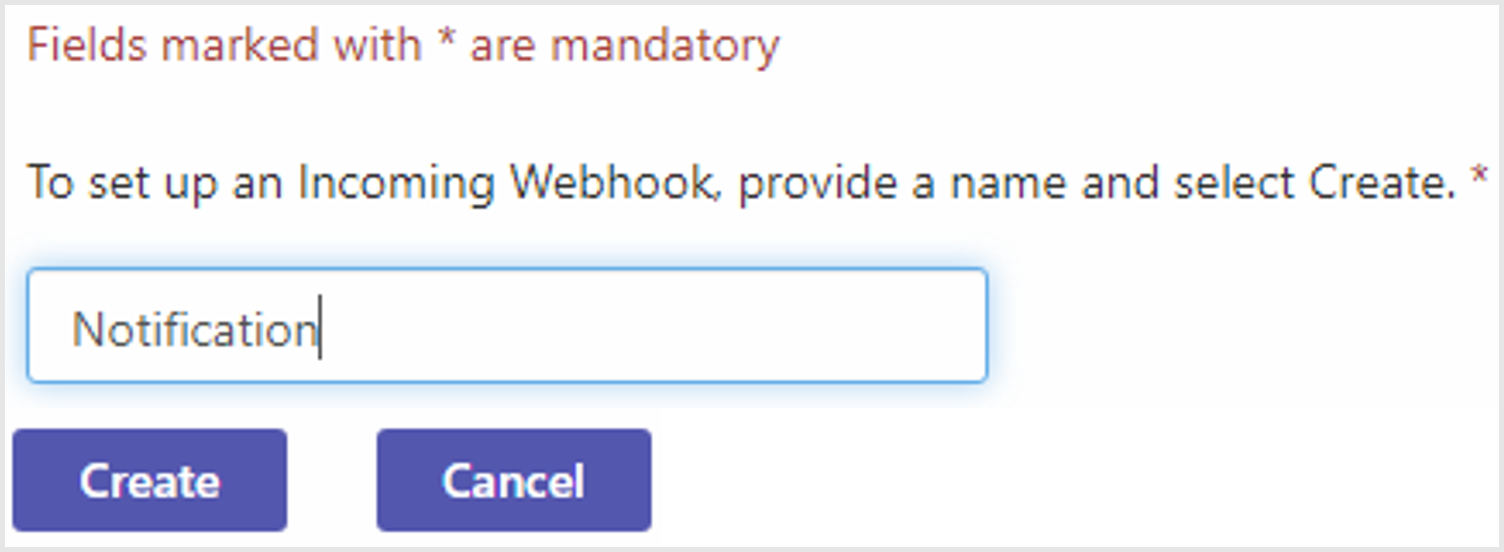 Fields marked with * are mandatory
To set up an Incoming Webhook, provide a name and select Create. *
Notification
Create
Cancel